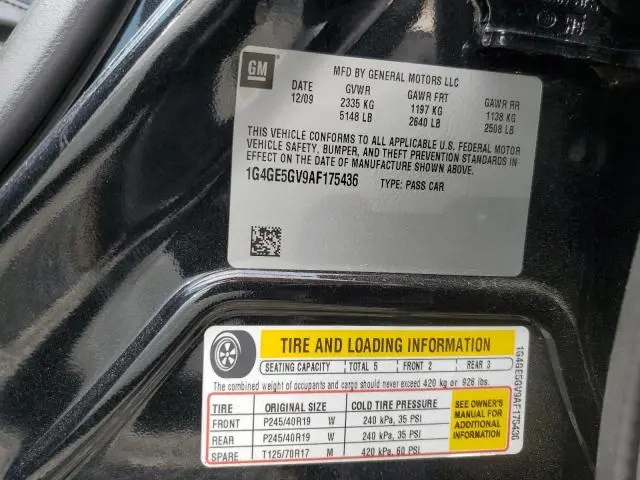 GM
MFD BY GENERAL MOTORS LLC
DATE GVWR GAWR FRT GAWR RR
12/09 2335 KG 1197 KG 1138 KG
5148 LB 2640 LB 2508 LB
THIS VEHICLE CONFORMS TO ALL APPLICABLE U.S. FEDERAL MOTOR
VEHICLE SAFETY, BUMPER, AND THEFT PREVENTION STANDARDS IN
EFFECT ON THE DATE OF MANUFACTURE SHOWN ABOVE.
1G4GE5GV9AF175436 TYPE: PASS CAR
TIRE AND LOADING INFORMATION
SEATING CAPACITY TOTAL 5 FRONT 2 REAR 3
The combined weight of occupants and cargo should never exceed 420 kg or 926 lbs.
TIRE ORIGINAL SIZE COLD TIRE PRESSURE
FRONT P245/40R19 W 240 kPa, 35 PSI
REAR P245/40R19 W 240 kPa, 35 PSI
SPARE T125/70R17 M 420 kPa, 60 PSI
SEE OWNER'S
MANUAL FOR
ADDITIONAL
INFORMATION
1G4GE5GV9AF175436